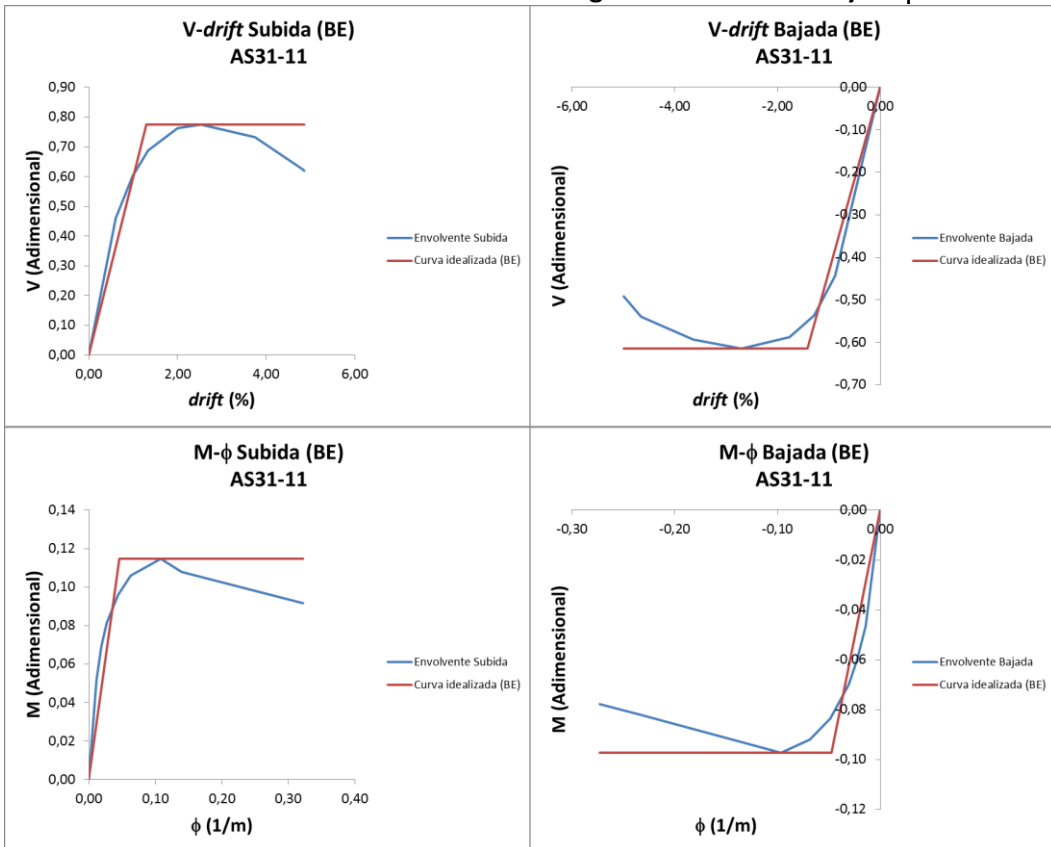 V-drift Subida (BE)
AS31-11
0,90
0,80
0,70
0,60
0,50
0,40
0,30
0,20
0,10
0,00
V (Adimensional)
0,00 2,00 4,00 6,00
drift (%)
Envolvente Subida
Curva idealizada (BE)
V-drift Bajada (BE)
AS31-11
-6,00 -4,00 -2,00 0,00
0,00
-0,10
-0,20
-0,30
-0,40
-0,50
-0,60
-0,70
V (Adimensional)
drift (%)
Envolvente Bajada
Curva idealizada (BE)
M-ϕ Subida (BE)
AS31-11
0,14
0,12
0,10
0,08
0,06
0,04
0,02
0,00
M (Adimensional)
0,00 0,10 0,20 0,30 0,40
ϕ (1/m)
Envolvente Subida
Curva idealizada (BE)
M-ϕ Bajada (BE)
AS31-11
-0,30 -0,20 -0,10 0,00
0,00
-0,02
-0,04
-0,06
-0,08
-0,10
-0,12
M (Adimensional)
ϕ (1/m)
Envolvente Bajada
Curva idealizada (BE)